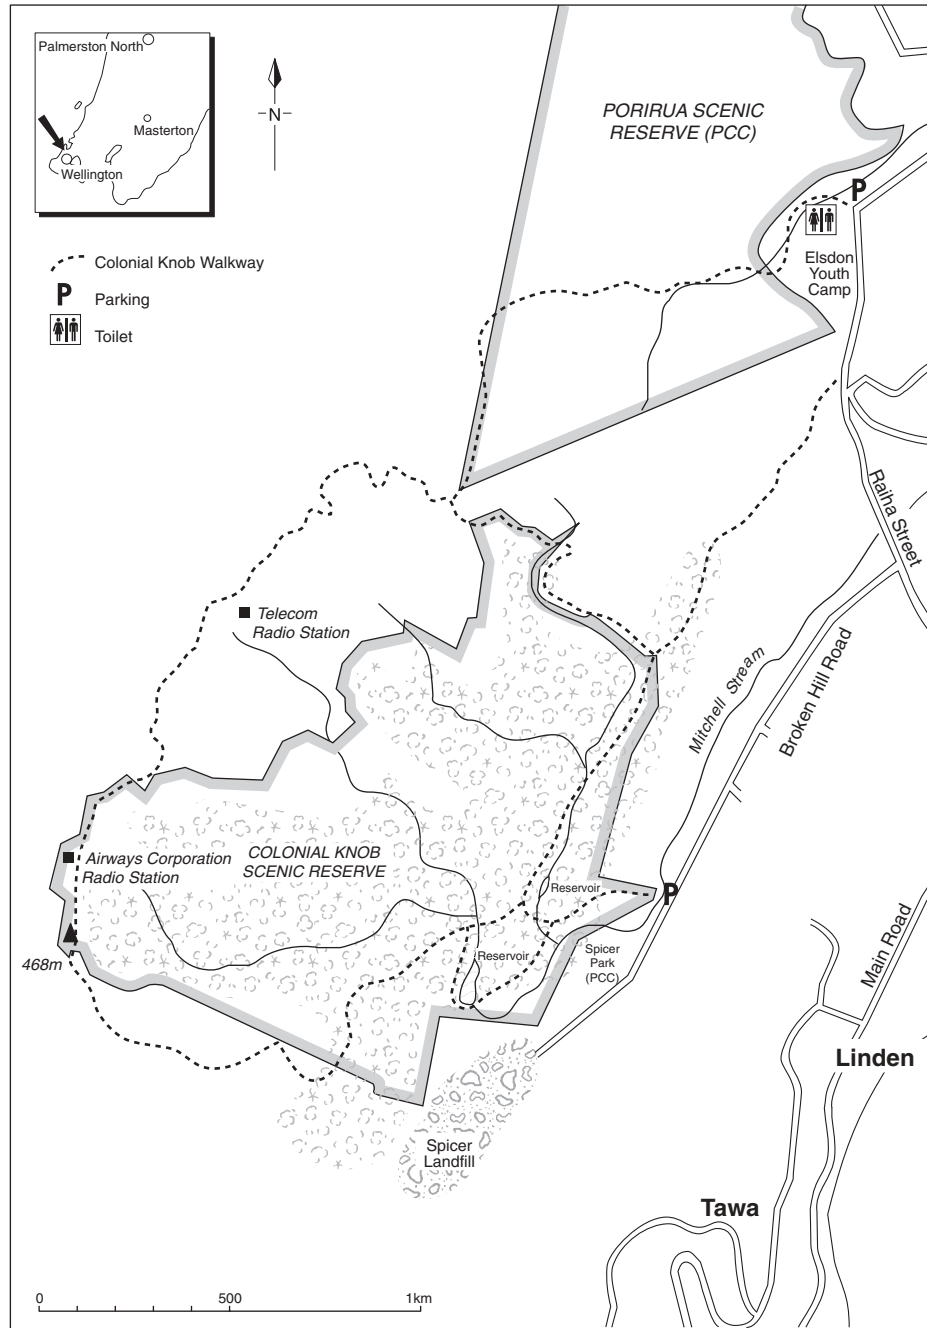 Palmerston North
Masterton
Wellington
N
Colonial Knob Walkway
P
Parking
Toilet
PORIRUA SCENIC
RESERVE (PCC)
P
Elsdon
Youth
Camp
Raiha Street
Telecom
Radio Station
Mitchell Stream
Broken Hill Road
Airways Corporation
Radio Station
COLONIAL KNOB
SCENIC RESERVE
Reservoir
P
468m
Reservoir
Spicer
Park
(PCC)
Main Road
Linden
Spicer
Landfill
Tawa
0
500
1km